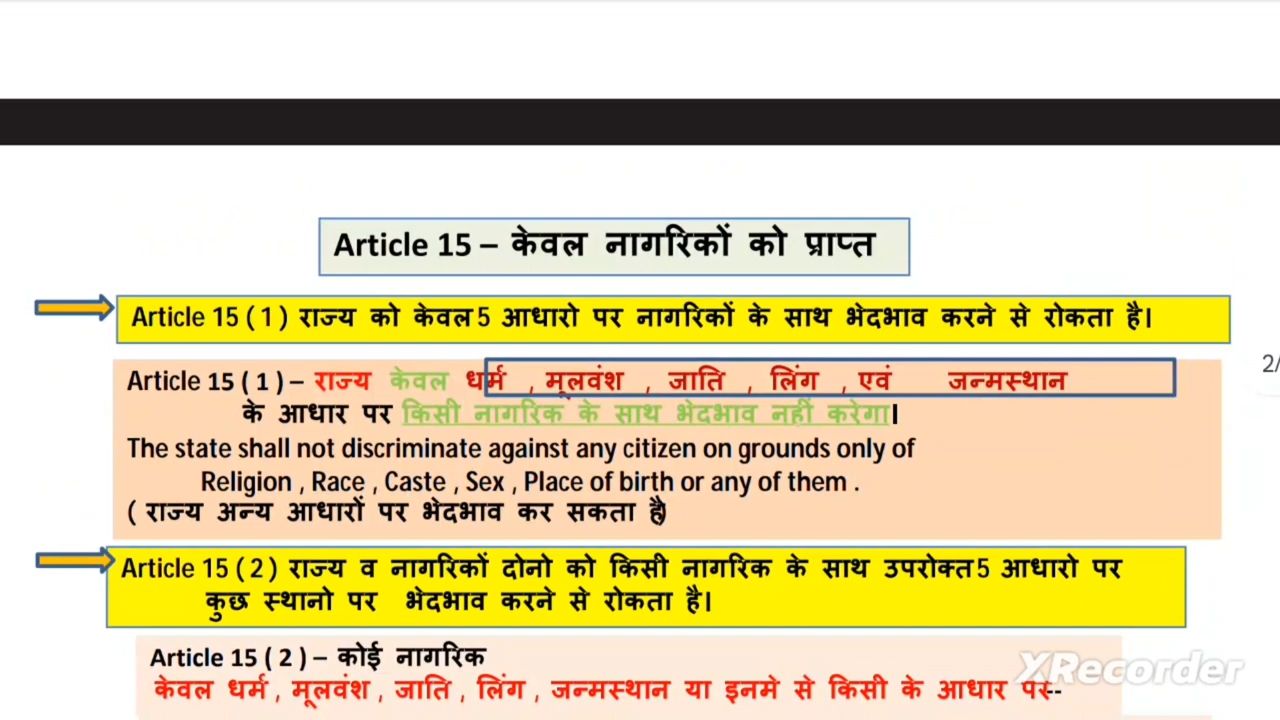 Article 15 – केवल नागरिकों को प्राप्त
Article 15 ( 1 ) राज्य को केवल 5 आधारो पर नागरिकों के साथ भेदभाव करने से रोकता है।
Article 15 ( 1 ) – राज्य केवल धर्म , मूलवंश , जाति , लिंग , एवं जन्मस्थान
के आधार पर किसी नागरिक के साथ भेदभाव नहीं करेगा।
The state shall not discriminate against any citizen on grounds only of
Religion , Race , Caste , Sex , Place of birth or any of them .
( राज्य अन्य आधारों पर भेदभाव कर सकता है)
2/
Article 15 ( 2 ) राज्य व नागरिकों दोनो को किसी नागरिक के साथ उपरोक्त 5 आधारो पर
कुछ स्थानो पर भेदभाव करने से रोकता है।
Article 15 ( 2 ) – कोई नागरिक
केवल धर्म , मूलवंश , जाति , लिंग , जन्मस्थान या इनमे से किसी के आधार पर--
XRecorder